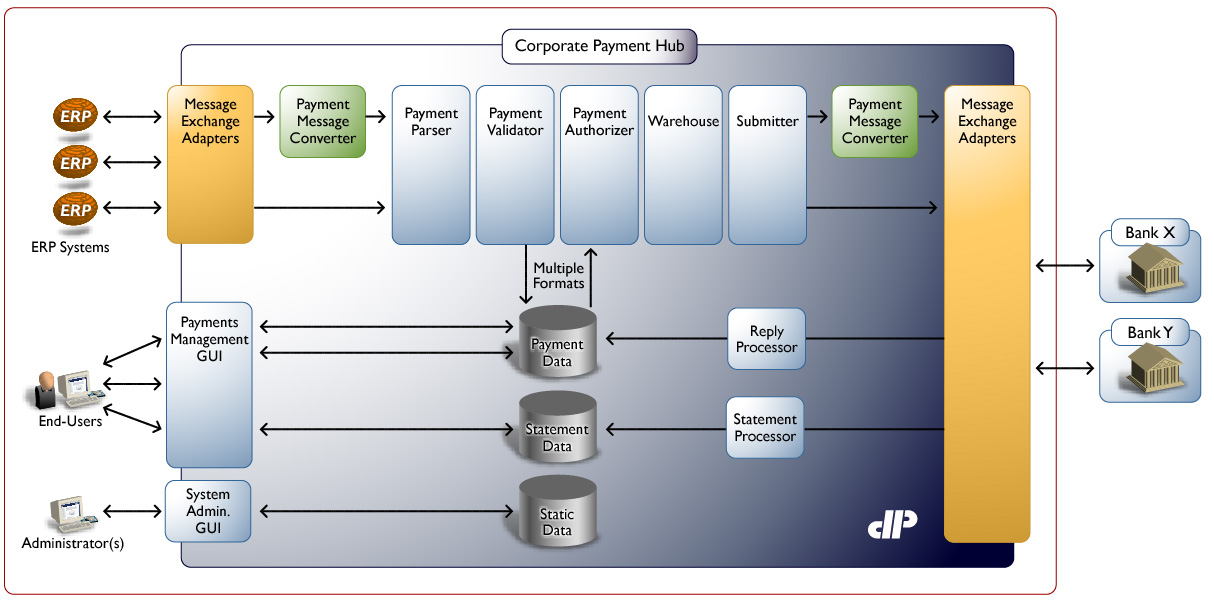 Corporate Payment Hub
ERP
ERP
ERP
ERP Systems
Message
Exchange
Adapters
Payment
Message
Converter
Payment
Parser
Payment
Validator
Payment
Authorizer
Warehouse
Submitter
Payment
Message
Converter
Message
Exchange
Adapters
Bank X
Bank Y
Multiple
Formats
Payments
Management
GUI
Payment
Data
Reply
Processor
End-Users
Statement
Data
Statement
Processor
System
Admin.
GUI
Static
Data
Administrator(s)
dP